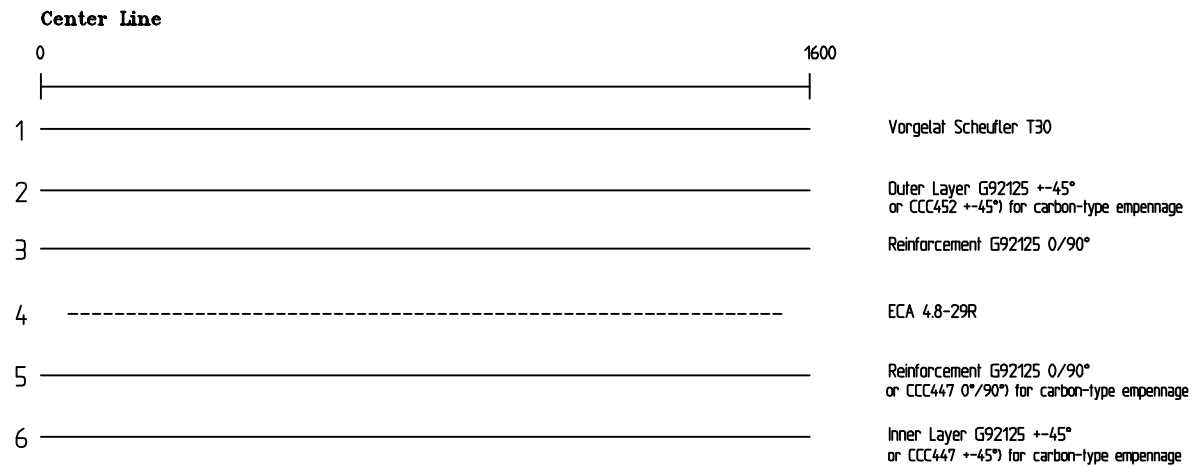 Center Line
0 1600
1 Vorgelat Scheufler T30
2 Outer Layer G92125 +-45°
or CCC452 +-45°) for carbon-type empennage
3 Reinforcement G92125 0/90°
4 ECA 4.8-29R
5 Reinforcement G92125 0/90°
or CCC447 0°/90°) for carbon-type empennage
6 Inner Layer G92125 +-45°
or CCC447 +-45°) for carbon-type empennage